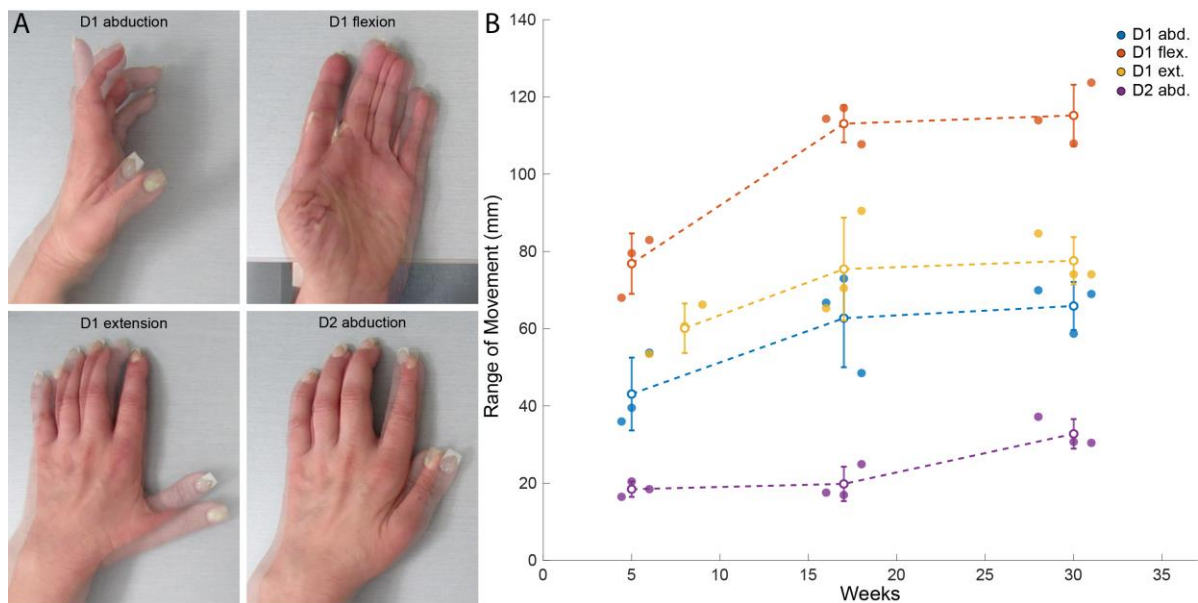 A
D1 abduction
D1 flexion
D1 extension
D2 abduction
B
140
120
100
80
60
40
20
0
Range of Movement (mm)
0 5 10 15 20 25 30 35
Weeks
D1 abd.
D1 flex.
D1 ext.
D2 abd.